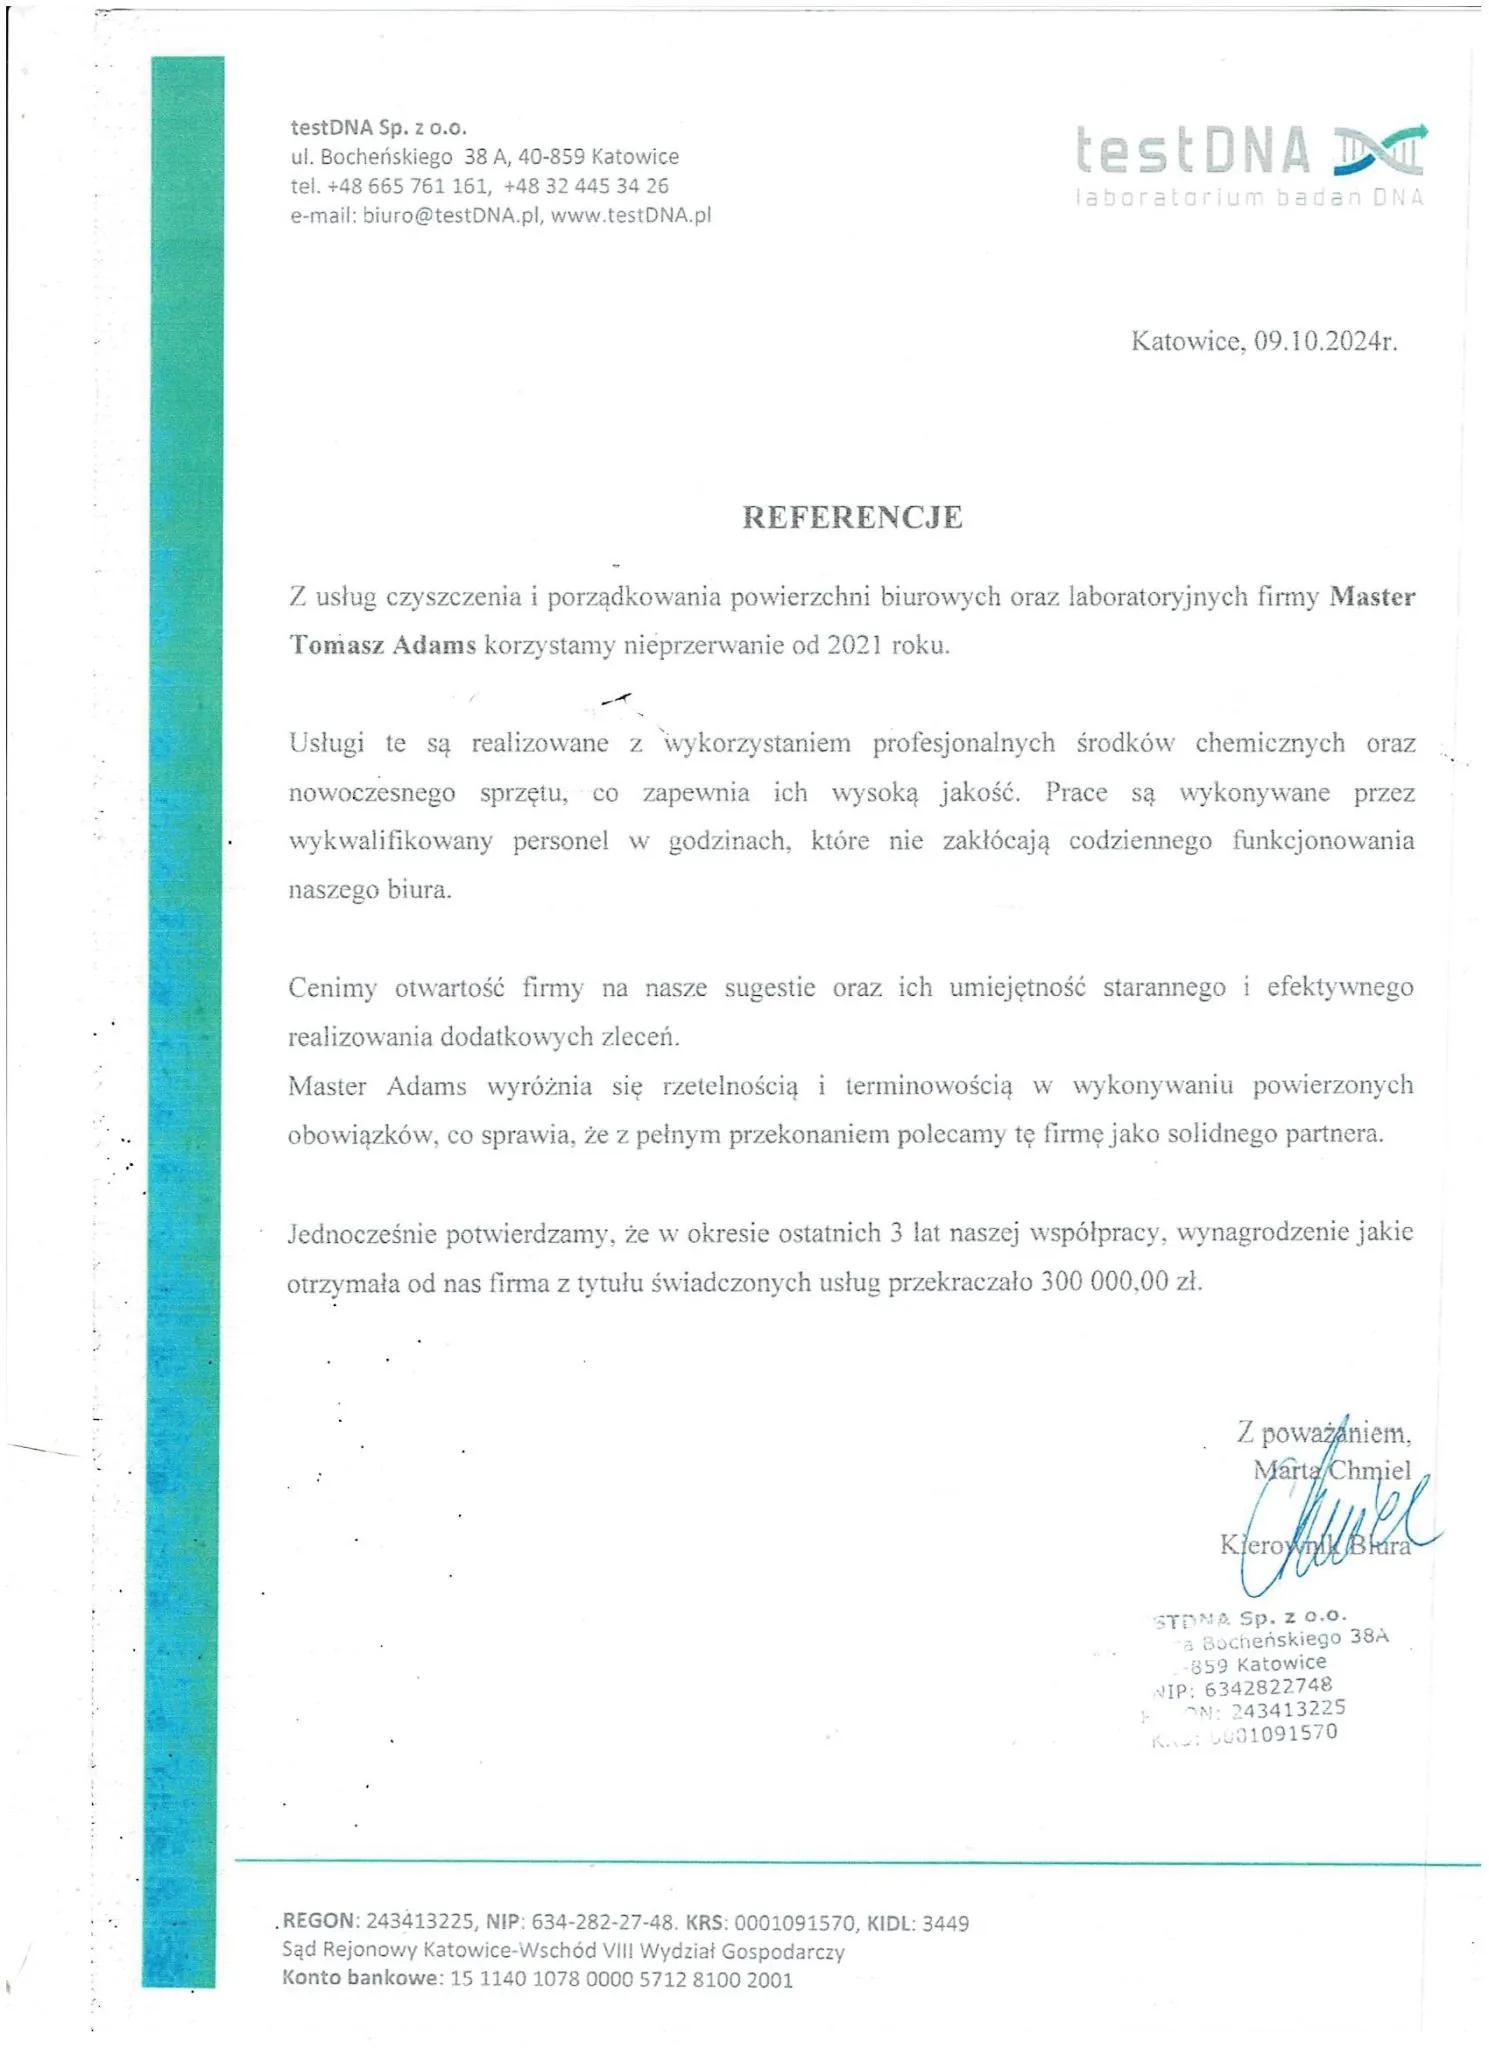 testDNA Sp. z o.o.
ul. Bocheńskiego 38 A, 40-859 Katowice
tel. +48 665 761 161, +48 32 445 34 26
e-mail: biuro@testDNA.pl, www.testDNA.pl
testDNA
laboratorium badan DNA
Katowice, 09.10.2024r.
REFERENCJE
Z usług czyszczenia i porządkowania powierzchni biurowych oraz laboratoryjnych firmy Master
Tomasz Adams korzystamy nieprzerwanie od 2021 roku.
Usługi te są realizowane z wykorzystaniem profesjonalnych środków chemicznych oraz
nowoczesnego sprzętu, co zapewnia ich wysoką jakość. Prace są wykonywane przez
wykwalifikowany personel w godzinach, które nie zakłócają codziennego funkcjonowania
naszego biura.
Cenimy otwartość firmy na nasze sugestie oraz ich umiejętność starannego i efektywnego
realizowania dodatkowych zleceń.
Master Adams wyróżnia się rzetelnością i terminowością w wykonywaniu powierzonych
obowiązków, co sprawia, że z pełnym przekonaniem polecamy tę firmę jako solidnego partnera.
Jednocześnie potwierdzamy, że w okresie ostatnich 3 lat naszej współpracy, wynagrodzenie jakie
otrzymała od nas firma z tytułu świadczonych usług przekraczało 300 000,00 zł.
Z poważaniem,
Marta Chmiel
Chmiel
Kierownik Biura
STDNA Sp. z o.o.
Bocheńskiego 38A
-859 Katowice
NIP: 6342822748
243413225
0001091570
REGON: 243413225, NIP: 634-282-27-48. KRS: 0001091570, KIDL: 3449
Sąd Rejonowy Katowice-Wschód VIII Wydział Gospodarczy
Konto bankowe: 15 1140 1078 0000 5712 8100 2001